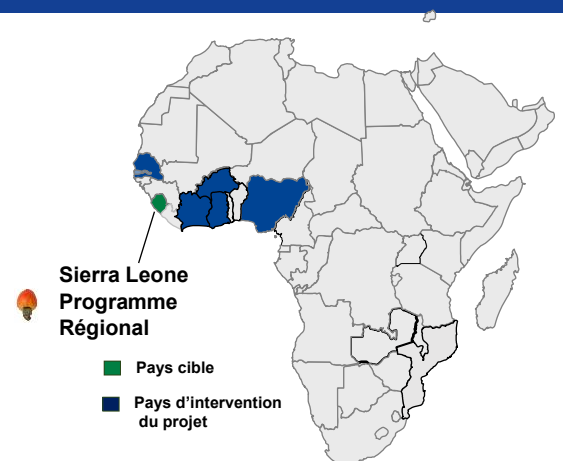 Sierra Leone
Programme
Régional
Pays cible
Pays d’intervention
du projet